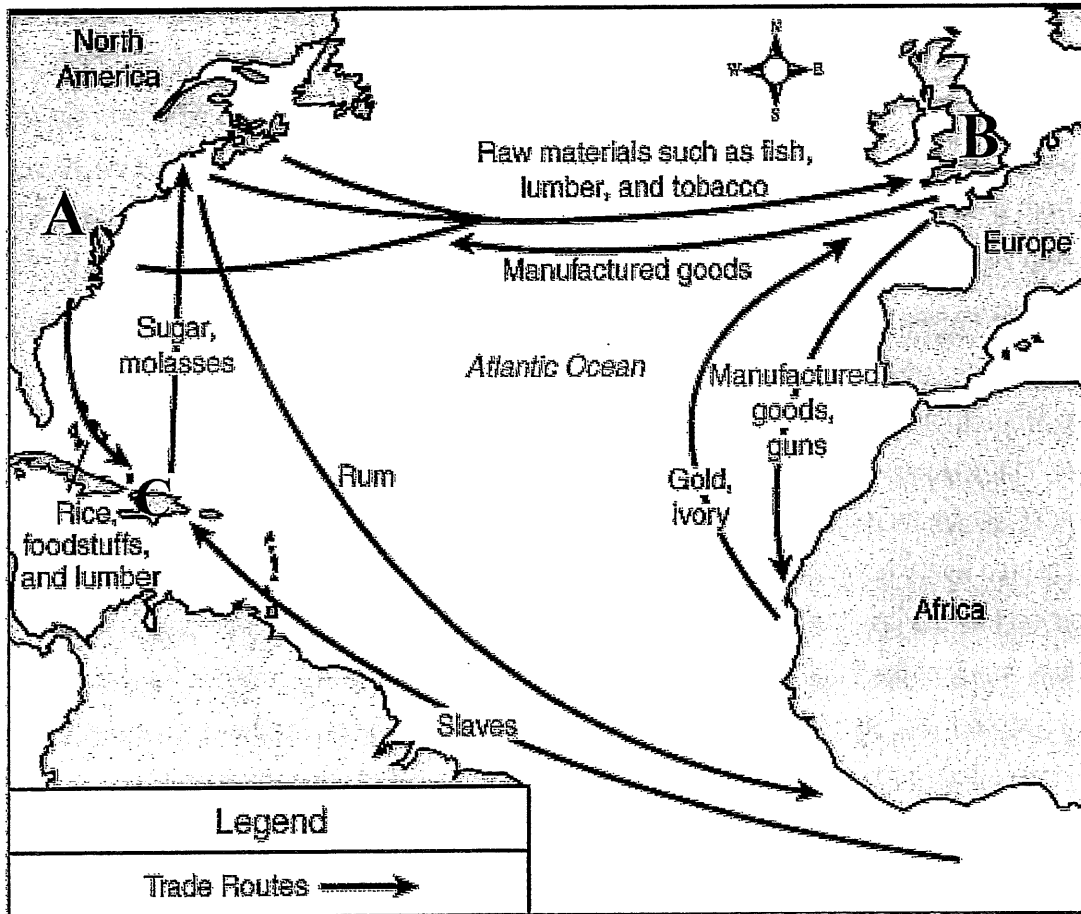 North
America
N
W
E
S
B
Raw materials such as fish,
lumber, and tobacco
A
Europe
Manufactured goods
Sugar,
molasses
Atlantic Ocean
Manufactured
goods,
guns
Rum
Gold,
ivory
C
Rice,
foodstuffs,
and lumber
Africa
Slaves
Legend
Trade Routes